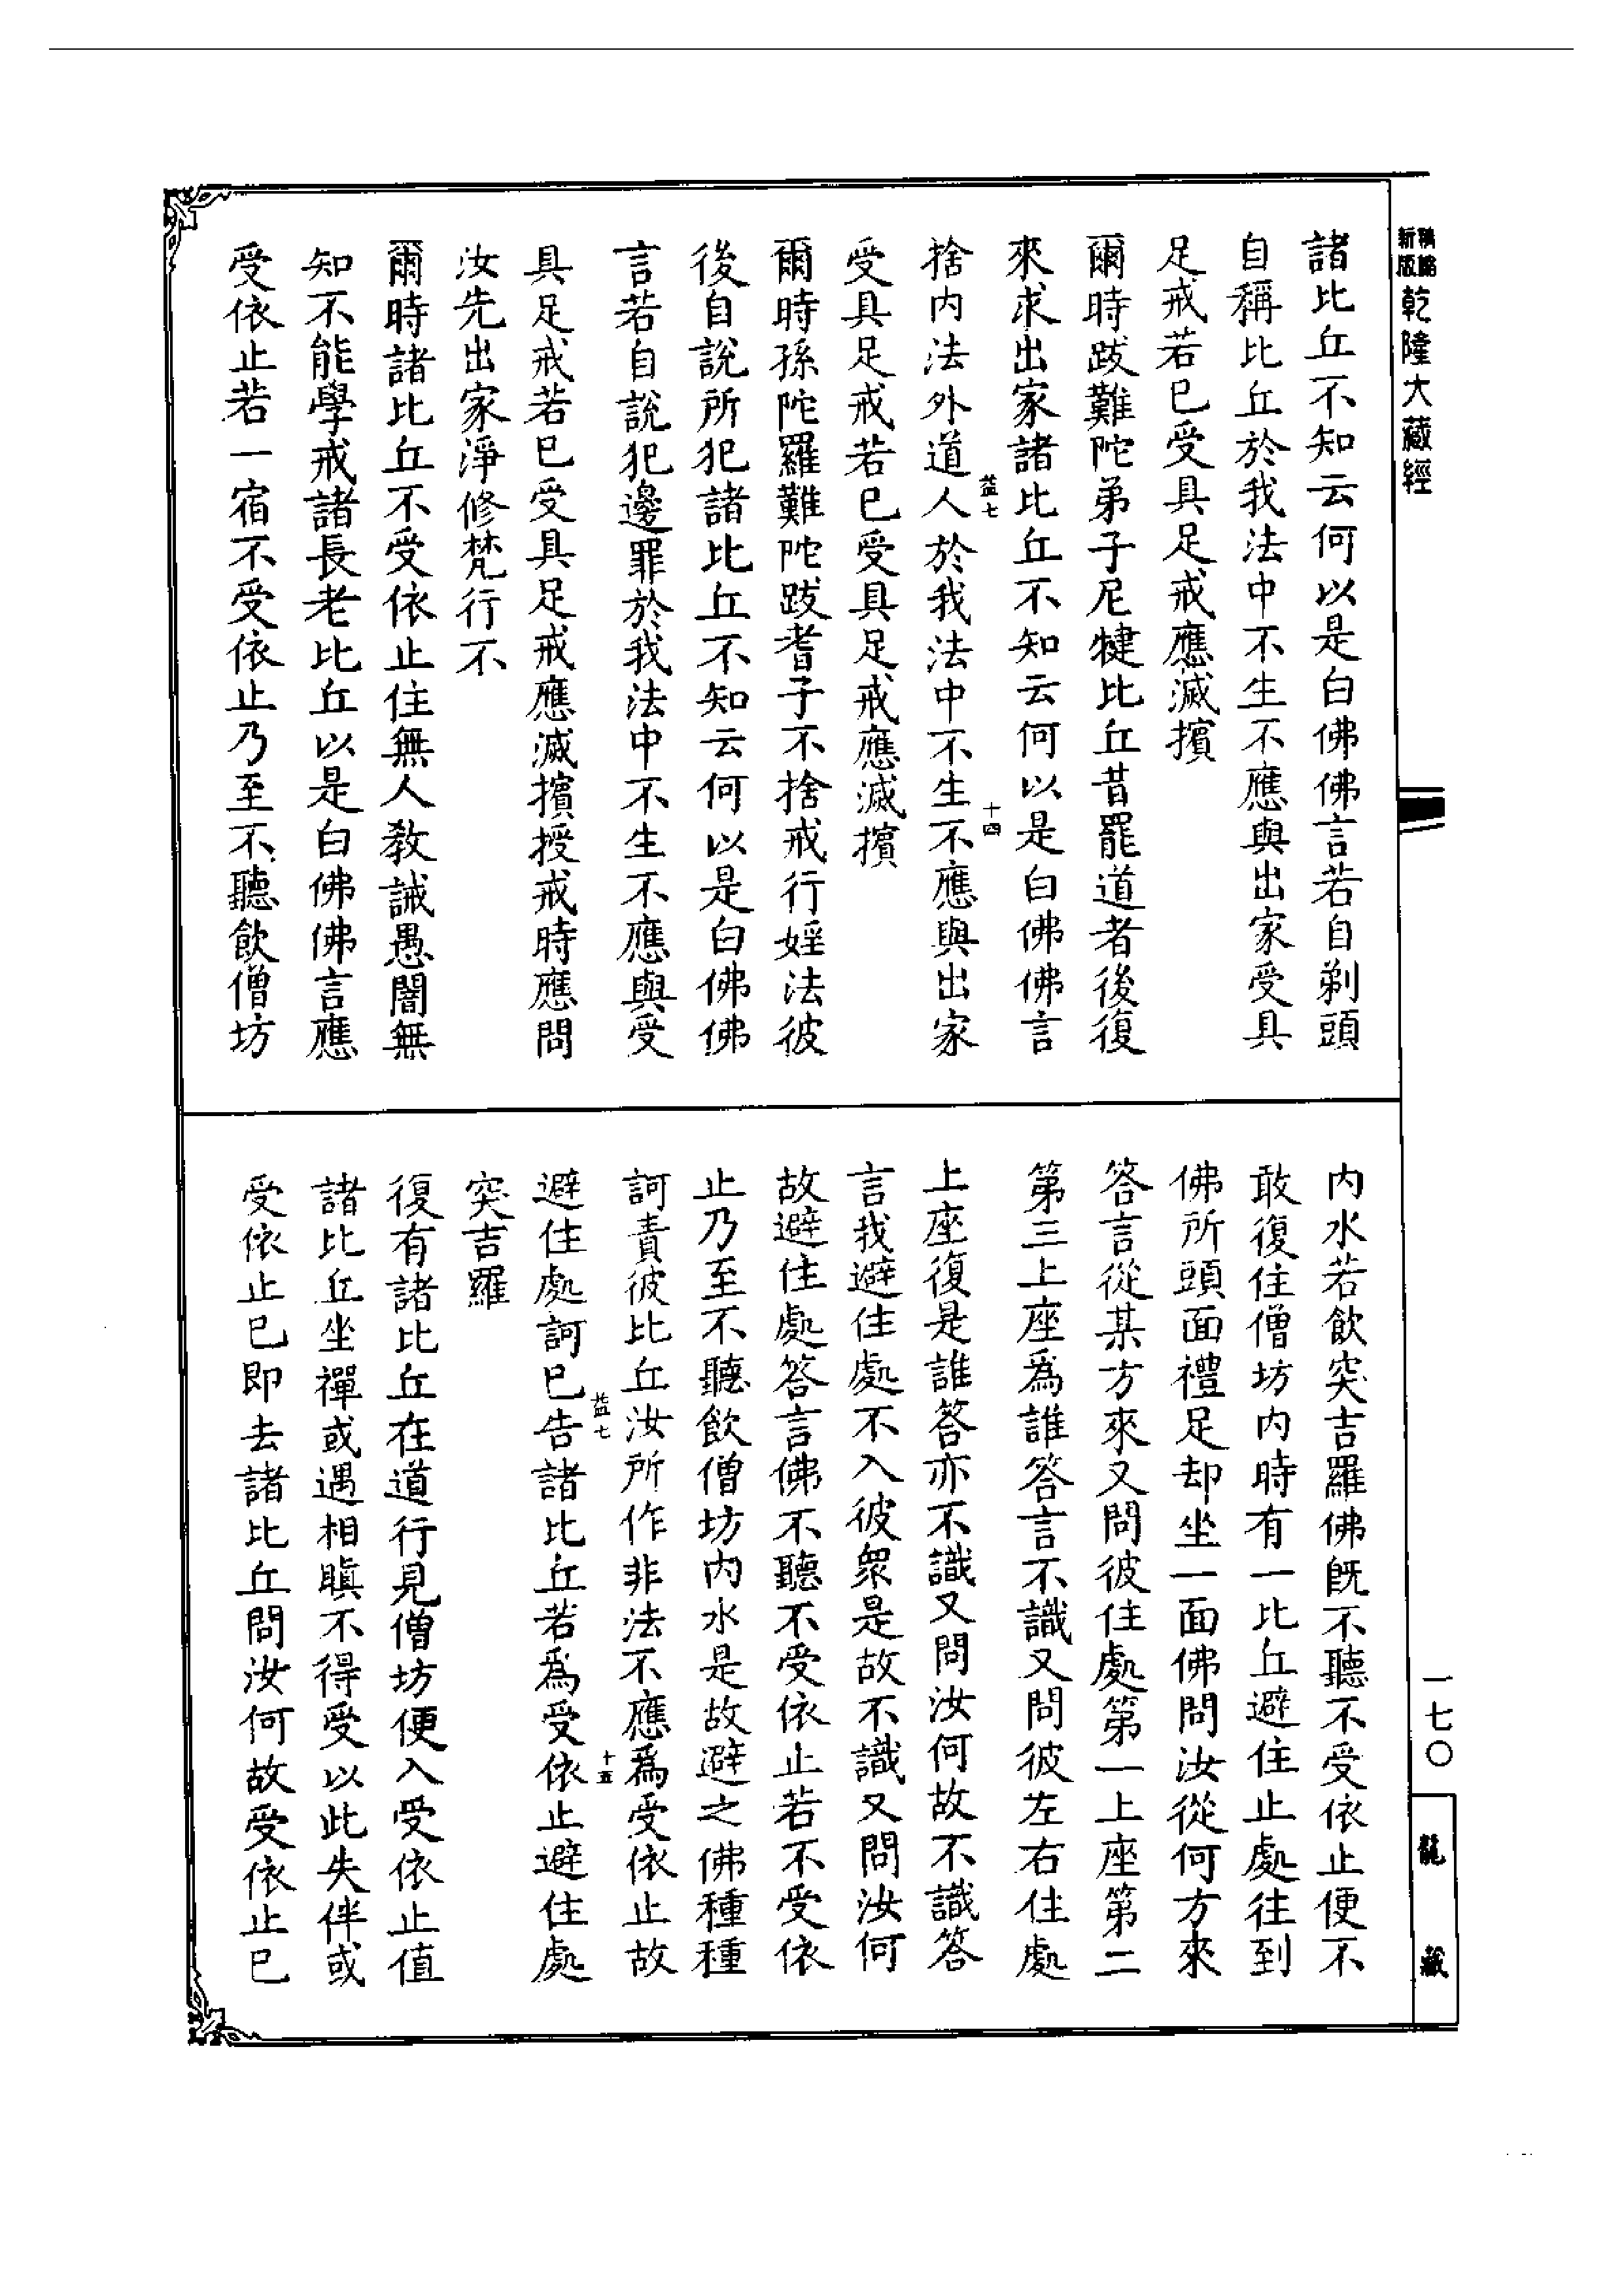 新版
乾隆大藏經
一七〇
龍藏
諸比丘不知云何以是白佛佛言若自剃頭
自稱比丘於我法中不生不應與出家受具
足戒若已受具足戒應滅擯
爾時跋難陀弟子尼犍比丘昔罷道者後復
來求出家諸比丘不知云何以是白佛佛言
益七
十四
捨内法外道人於我法中不生不應與出家
受具足戒若已受具足戒應滅擯
爾時孫陀羅難陀跋耆子不捨戒行婬法彼
後自說所犯諸比丘不知云何以是白佛佛
言若自說犯邊罪於我法中不生不應與受
具足戒若已受具足戒應滅擯授戒時應問
汝先出家淨修梵行不
爾時諸比丘不受依止住無人教誡愚闇無
知不能學戒諸長老比丘以是白佛佛言應
受依止若一宿不受依止乃至不聽飲僧坊
内水若飲突吉羅佛既不聽不受依止便不
敢復住僧坊内時有一比丘避住止處往到
佛所頭面禮足却坐一面佛問汝從何方來
答言從某方來又問彼住處第一上座第二
第三上座爲誰答言不識又問彼左右住處
上座復是誰答亦不識又問汝何故不識答
言我避住處不入彼衆是故不識又問汝何
故避住處答言佛不聽不受依止若不受依
止乃至不聽飲僧坊内水是故避之佛種種
訶責彼比丘汝所作非法不應爲受依止故
益七
十五
避住處訶已告諸比丘若爲受依止避住處
突吉羅
復有諸比丘在道行見僧坊便入受依止值
諸比丘坐禪或遇相瞋不得受以此失伴或
受依止已即去諸比丘問汝何故受依止已